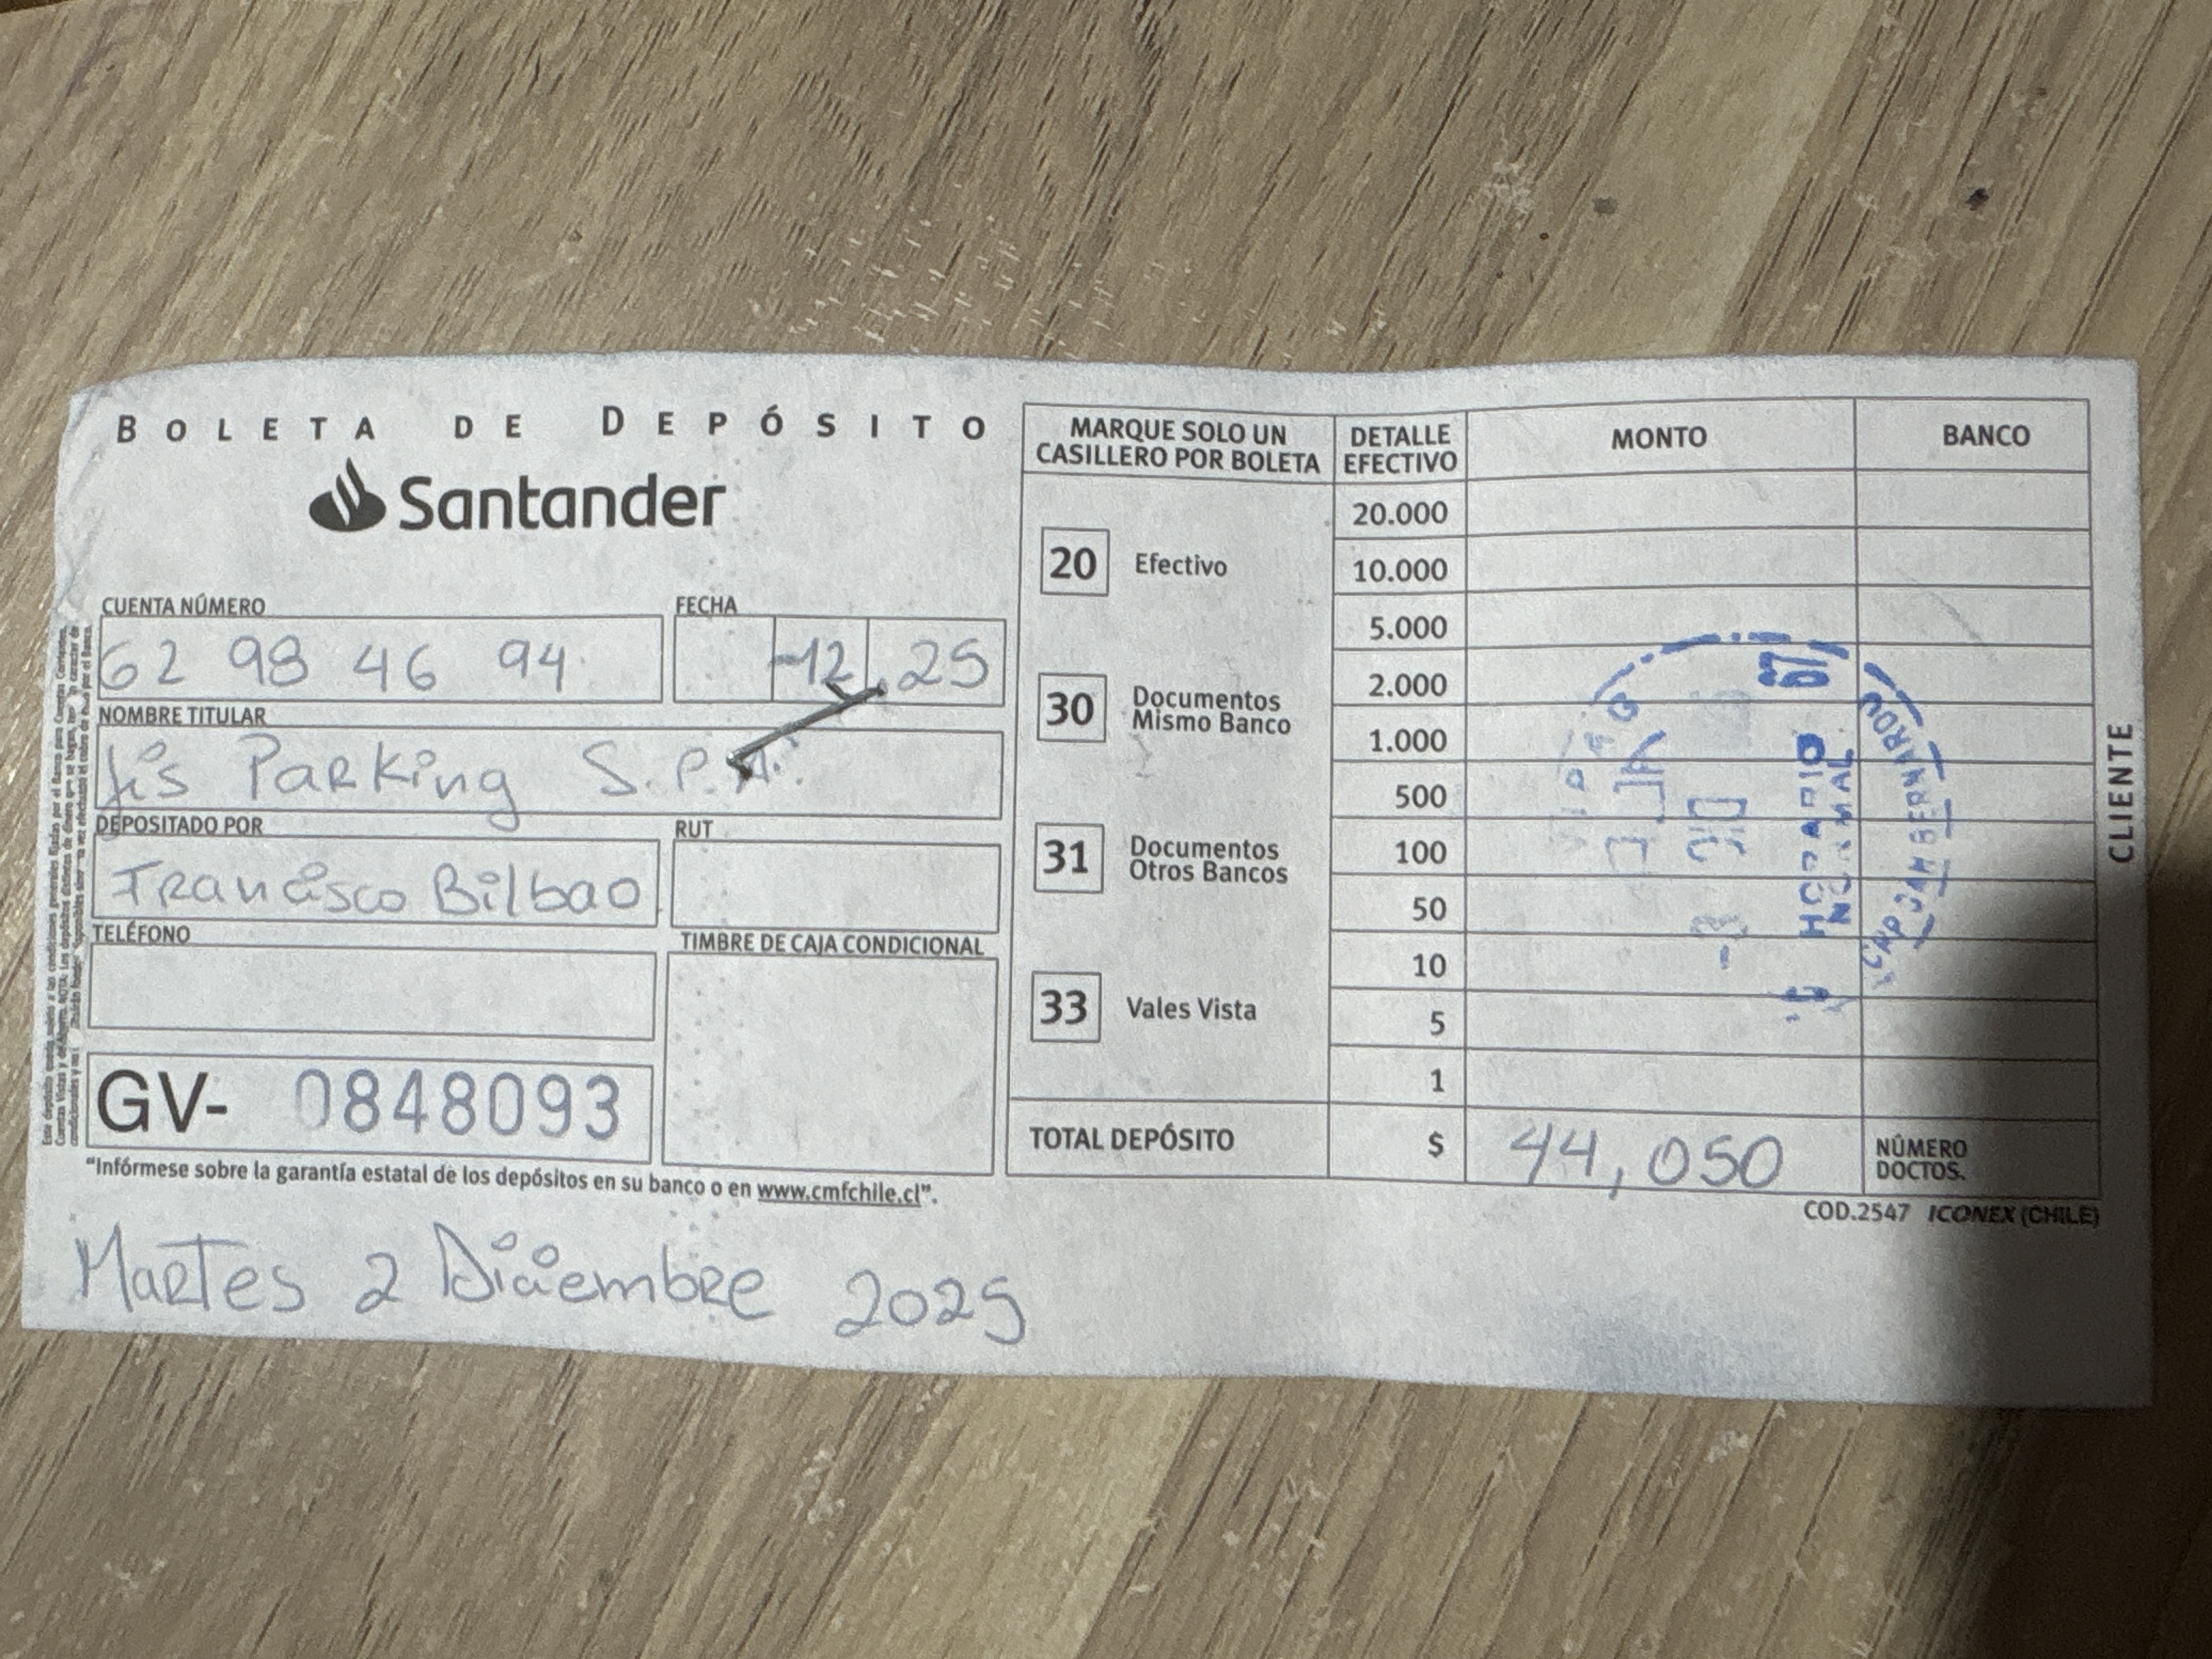 BOLETA DE DEPÓSITO
Santander
CUENTA NÚMERO
62 98 46 94
FECHA
-12.25
NOMBRE TITULAR
Jis Parking S.P.A.
DEPOSITADO POR
Francisco Bilbao
RUT
TELÉFONO
TIMBRE DE CAJA CONDICIONAL
GV- 0848093
"Infórmese sobre la garantía estatal de los depósitos en su banco o en www.cmfchile.cl".
Martes 2 Diciembre 2025
MARQUE SOLO UN
CASILLERO POR BOLETA
20 Efectivo
30 Documentos
Mismo Banco
31 Documentos
Otros Bancos
33 Vales Vista
DETALLE
EFECTIVO
MONTO
BANCO
20.000
10.000
5.000
2.000
1.000
500
100
50
10
5
1
TOTAL DEPÓSITO $ 44,050
NÚMERO
DOCTOS.
COD.2547 ICONEX (CHILE)
CLIENTE
HORARIO
NORMAL
SAN BERNARDO